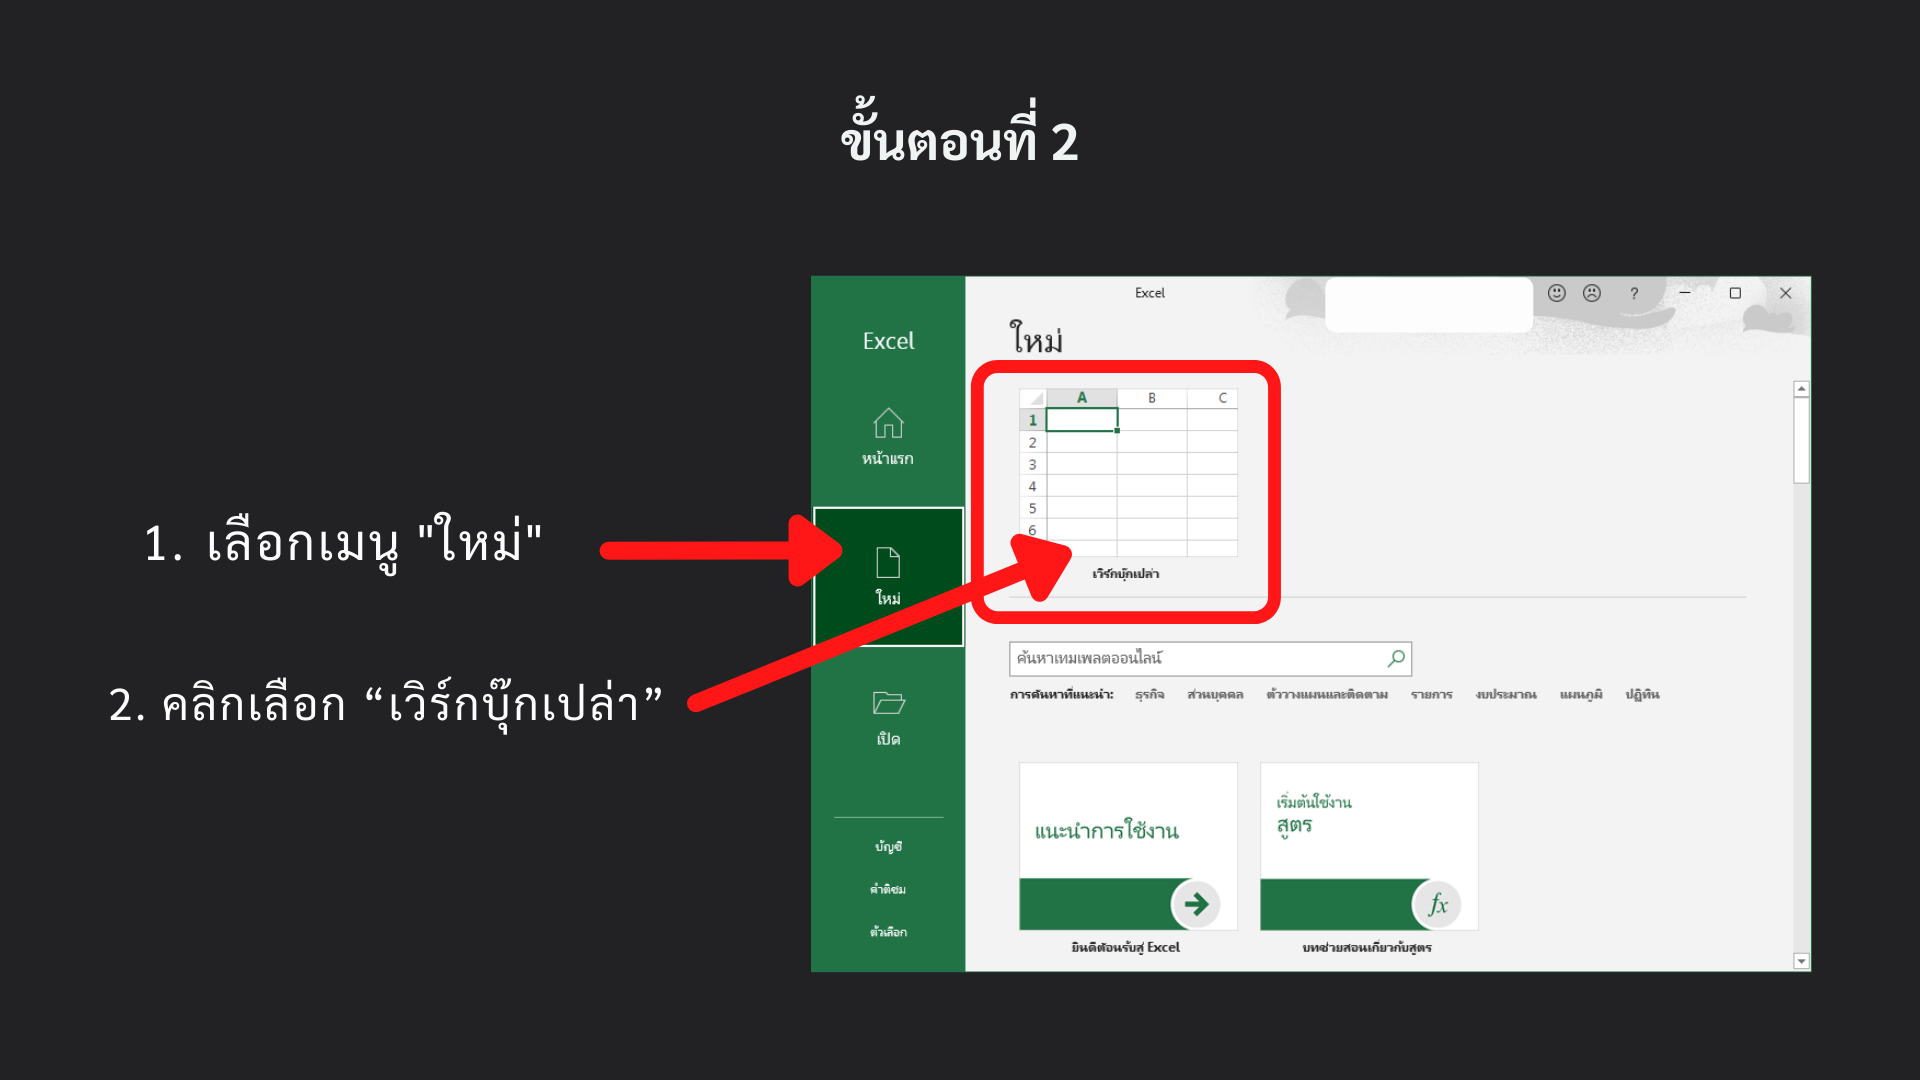 ขั้นตอนที่ 2
1. เลือกเมนู "ใหม่"
2. คลิกเลือก “เวิร์กบุ๊กเปล่า”
Excel
หน้าแรก
ใหม่
เปิด
บัญชี
คำติชม
ตัวเลือก
Excel
?
ใหม่
A B C
1
2
3
4
5
6
เวิร์กบุ๊กเปล่า
ค้นหาเทมเพลตออนไลน์
การค้นหาที่แนะนำ: ธุรกิจ ส่วนบุคคล ตัววางแผนและติดตาม รายการ งบประมาณ แผนภูมิ ปฏิทิน
แนะนำการใช้งาน
ยินดีต้อนรับสู่ Excel
เริ่มต้นใช้งาน
สูตร
fx
บทช่วยสอนเกี่ยวกับสูตร